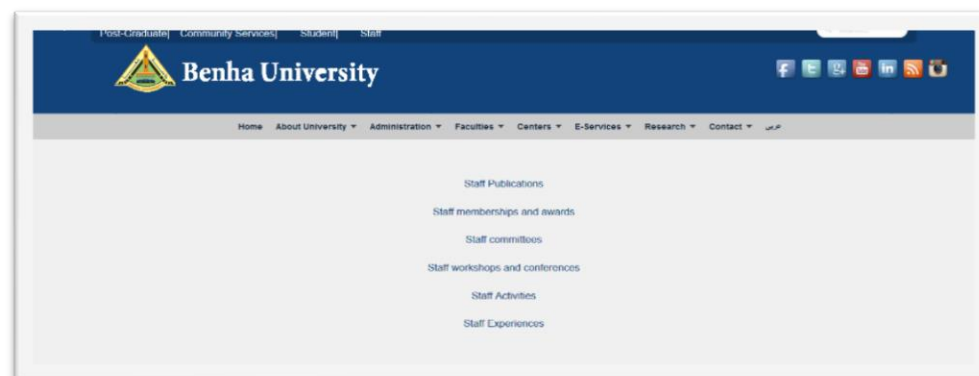 Post-Graduate| Community Services| Student| Staff
Benha University
Home About University Administration Faculties Centers E-Services Research Contact عربي
Staff Publications
Staff memberships and awards
Staff committees
Staff workshops and conferences
Staff Activities
Staff Experiences